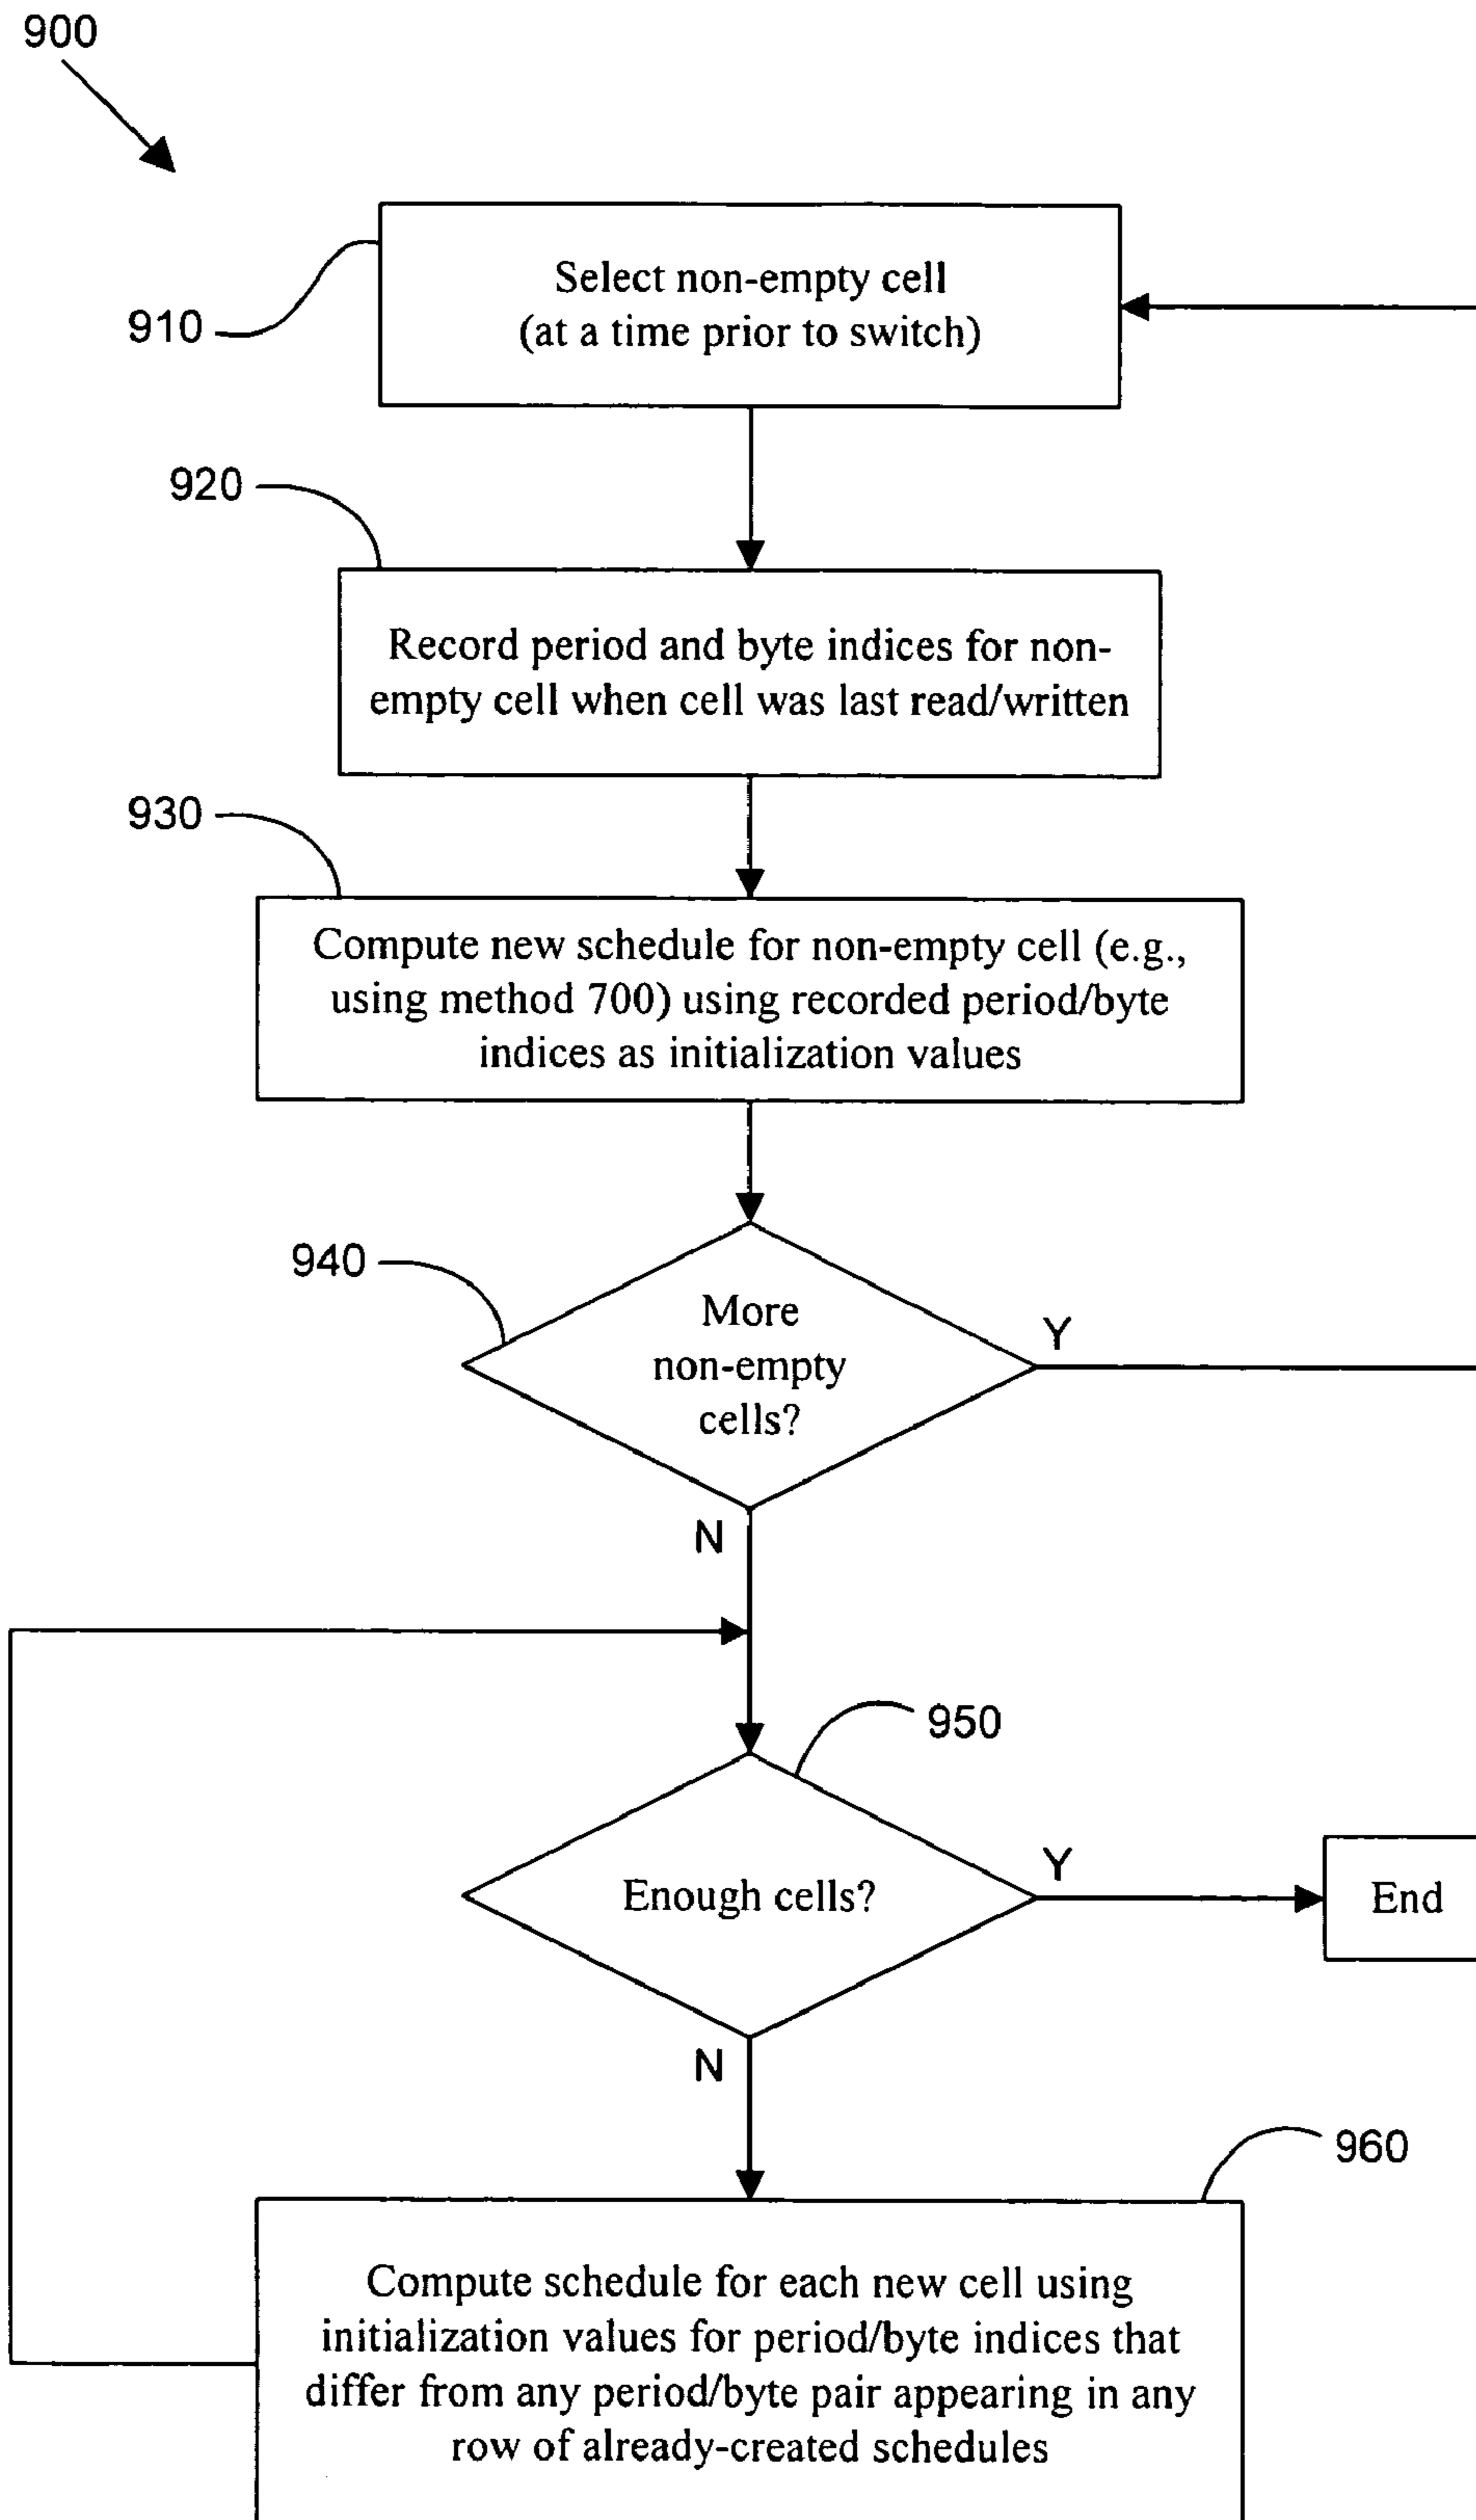 900
Select non-empty cell
(at a time prior to switch)
910
920
Record period and byte indices for non-
empty cell when cell was last read/written
930
Compute new schedule for non-empty cell (e.g.,
using method 700) using recorded period/byte
indices as initialization values
940
More
non-empty
cells?
Y
N
950
Enough cells?
Y
End
N
960
Compute schedule for each new cell using
initialization values for period/byte indices that
differ from any period/byte pair appearing in any
row of already-created schedules